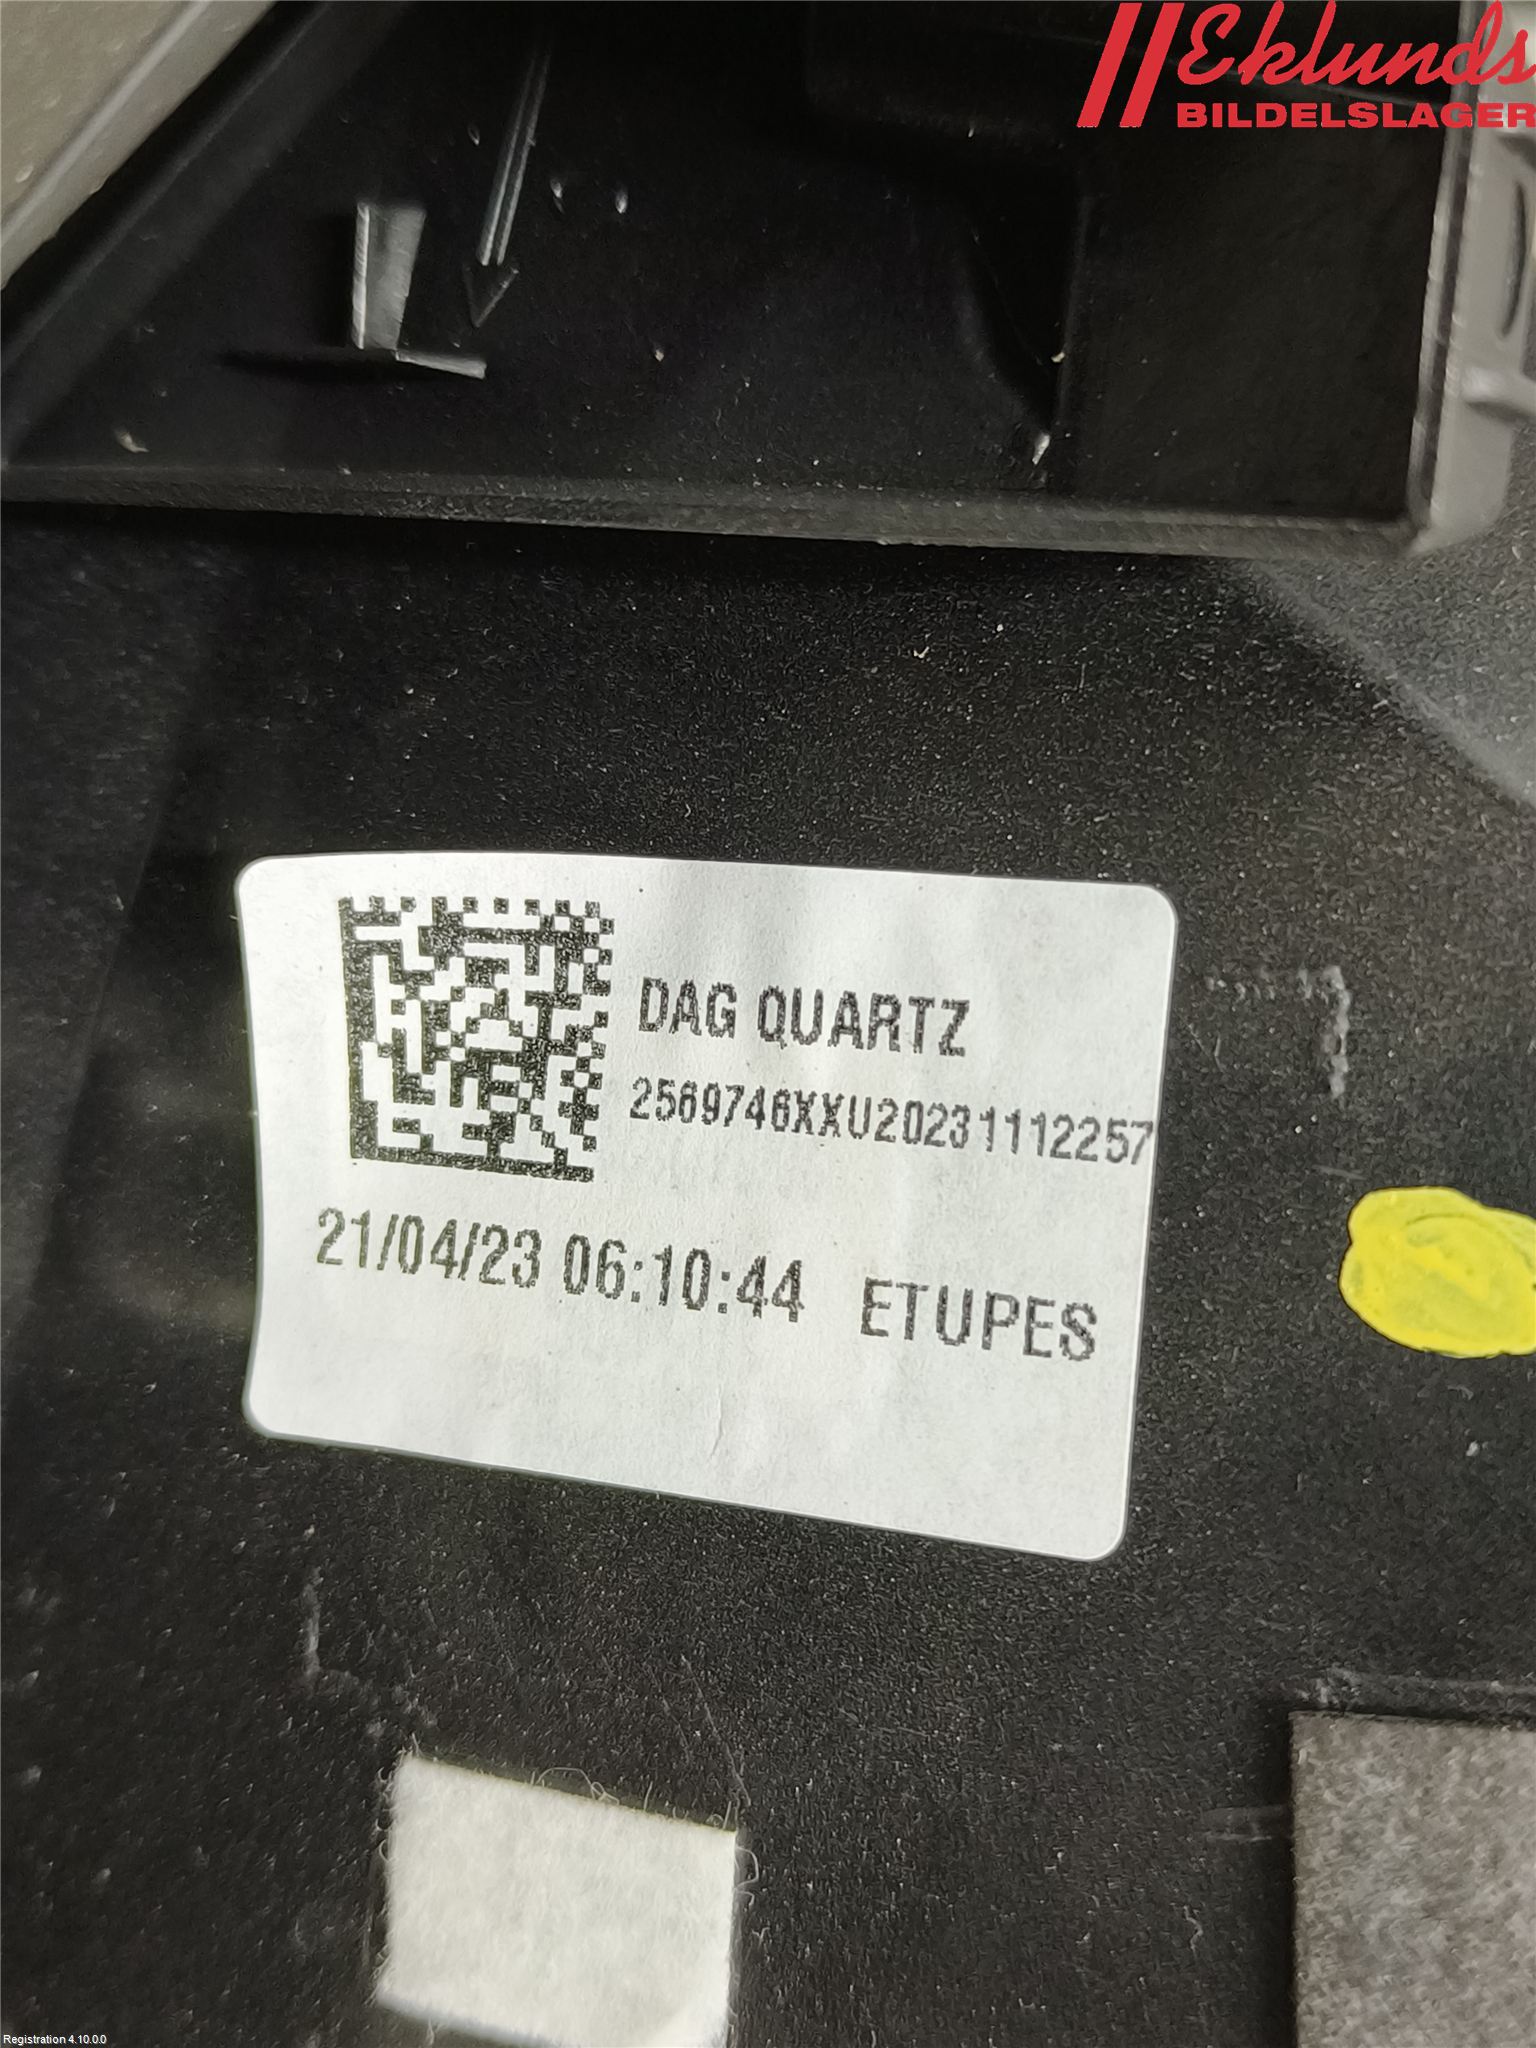 Eklunds
BILDELSLAGER
DAG QUARTZ
2569746XXU20231112257
21/04/23 06:10:44 ETUPES
Registration 4.10.0.0